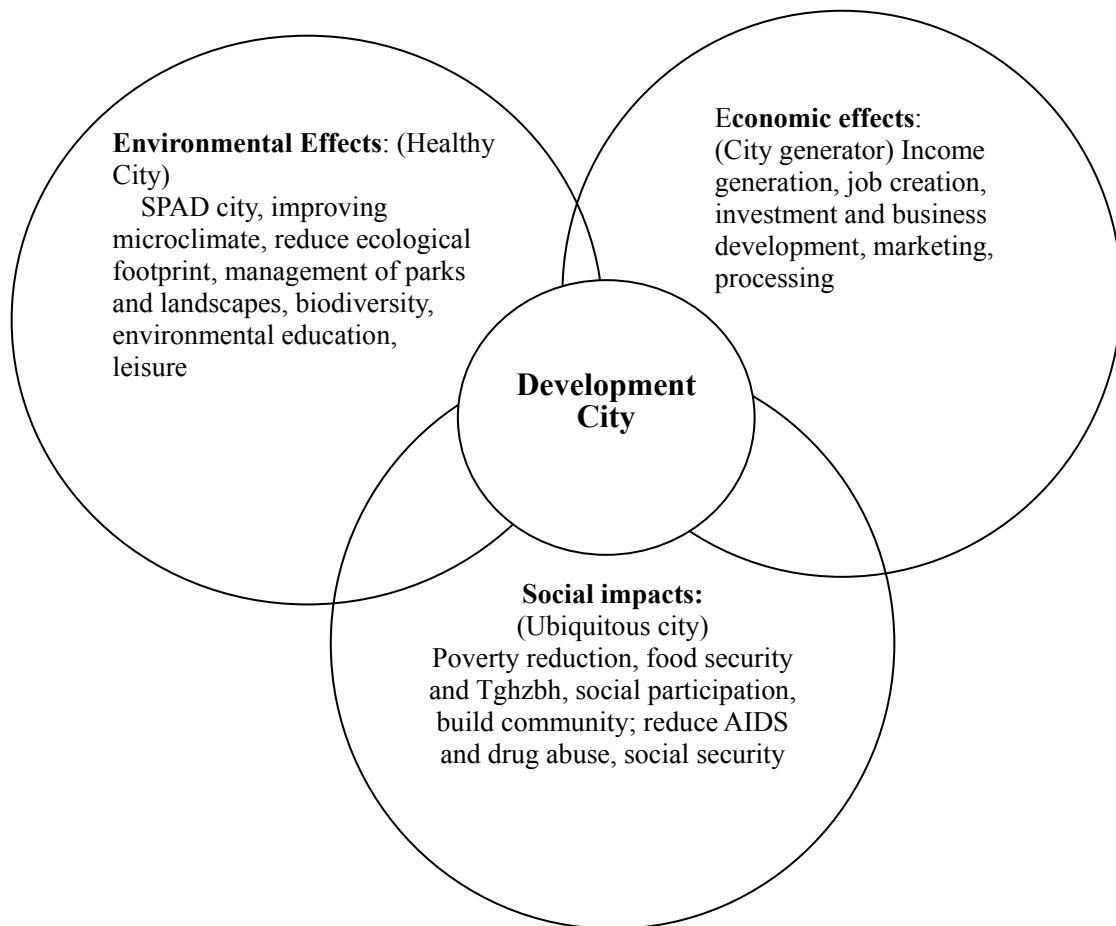 Environmental Effects: (Healthy
City)
SPAD city, improving
microclimate, reduce ecological
footprint, management of parks
and landscapes, biodiversity,
environmental education,
leisure
Economic effects:
(City generator) Income
generation, job creation,
investment and business
development, marketing,
processing
Development
City
Social impacts:
(Ubiquitous city)
Poverty reduction, food security
and Tghzbh, social participation,
build community; reduce AIDS
and drug abuse, social security